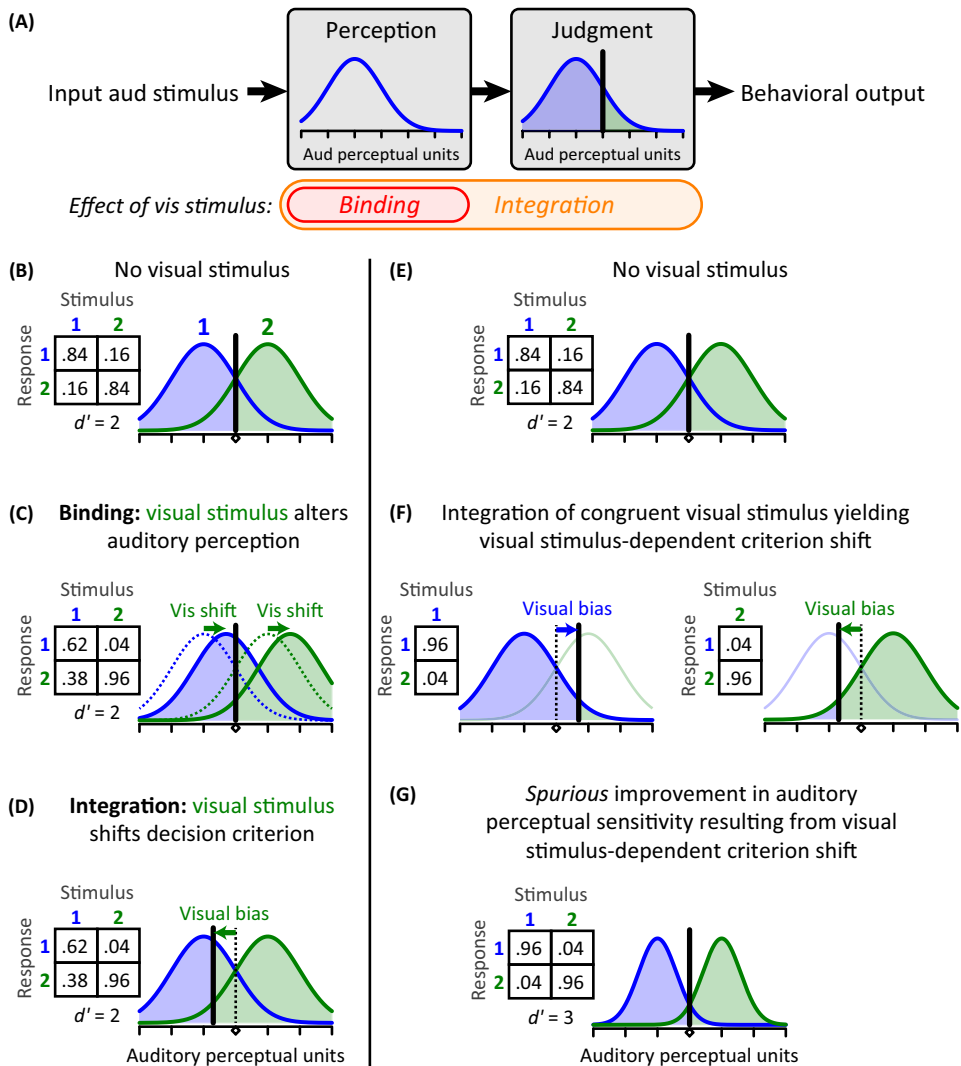 (A)
Perception
Judgment
Input aud stimulus
Behavioral output
Aud perceptual units
Aud perceptual units
Effect of vis stimulus:
Binding
Integration
(B)
No visual stimulus
Stimulus
1 2
Response
1 .84 .16
2 .16 .84
d' = 2
1 2
(C)
Binding: visual stimulus alters
auditory perception
Stimulus
1 2
Response
1 .62 .04
2 .38 .96
d' = 2
Vis shift Vis shift
(D)
Integration: visual stimulus
shifts decision criterion
Stimulus
1 2
Response
1 .62 .04
2 .38 .96
d' = 2
Visual bias
Auditory perceptual units
(E)
No visual stimulus
Stimulus
1 2
Response
1 .84 .16
2 .16 .84
d' = 2
(F)
Integration of congruent visual stimulus yielding
visual stimulus-dependent criterion shift
Stimulus
1
Response
1 .96
2 .04
Visual bias
Stimulus
2
Response
1 .04
2 .96
Visual bias
(G)
Spurious improvement in auditory
perceptual sensitivity resulting from visual
stimulus-dependent criterion shift
Stimulus
1 2
Response
1 .96 .04
2 .04 .96
d' = 3
Auditory perceptual units